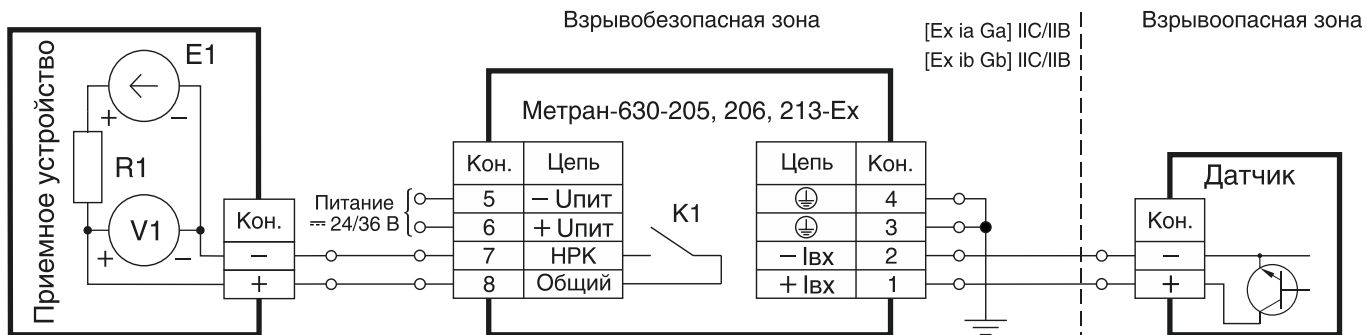 Взрывобезопасная зона
[Ex ia Ga] IIC/IIB
[Ex ib Gb] IIC/IIB
Взрывоопасная зона
Приемное устройство
E1
+ −
R1
V1
+ −
Кон.
−
+
Питание
⎓ 24/36 В
Метран-630-205, 206, 213-Ex
Кон. Цепь
5 − Uпит
6 + Uпит
7 НРК
8 Общий
K1
Цепь Кон.
4
3
− Iвх 2
+ Iвх 1
Датчик
Кон.
−
+